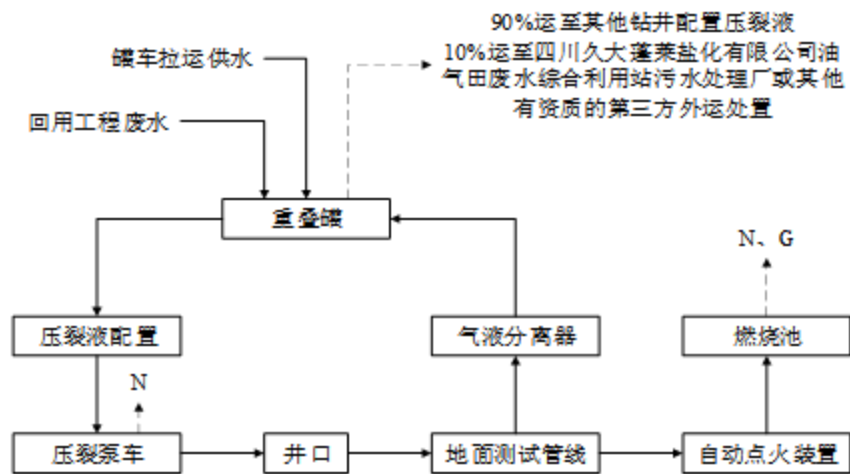 90%运至其他钻井配置压裂液
10%运至四川久大蓬莱盐化有限公司油
气田废水综合利用站污水处理厂或其他
有资质的第三方外运处置
罐车拉运供水
回用工程废水
重叠罐
N、G
压裂液配置
气液分离器
燃烧池
N
压裂泵车
井口
地面测试管线
自动点火装置